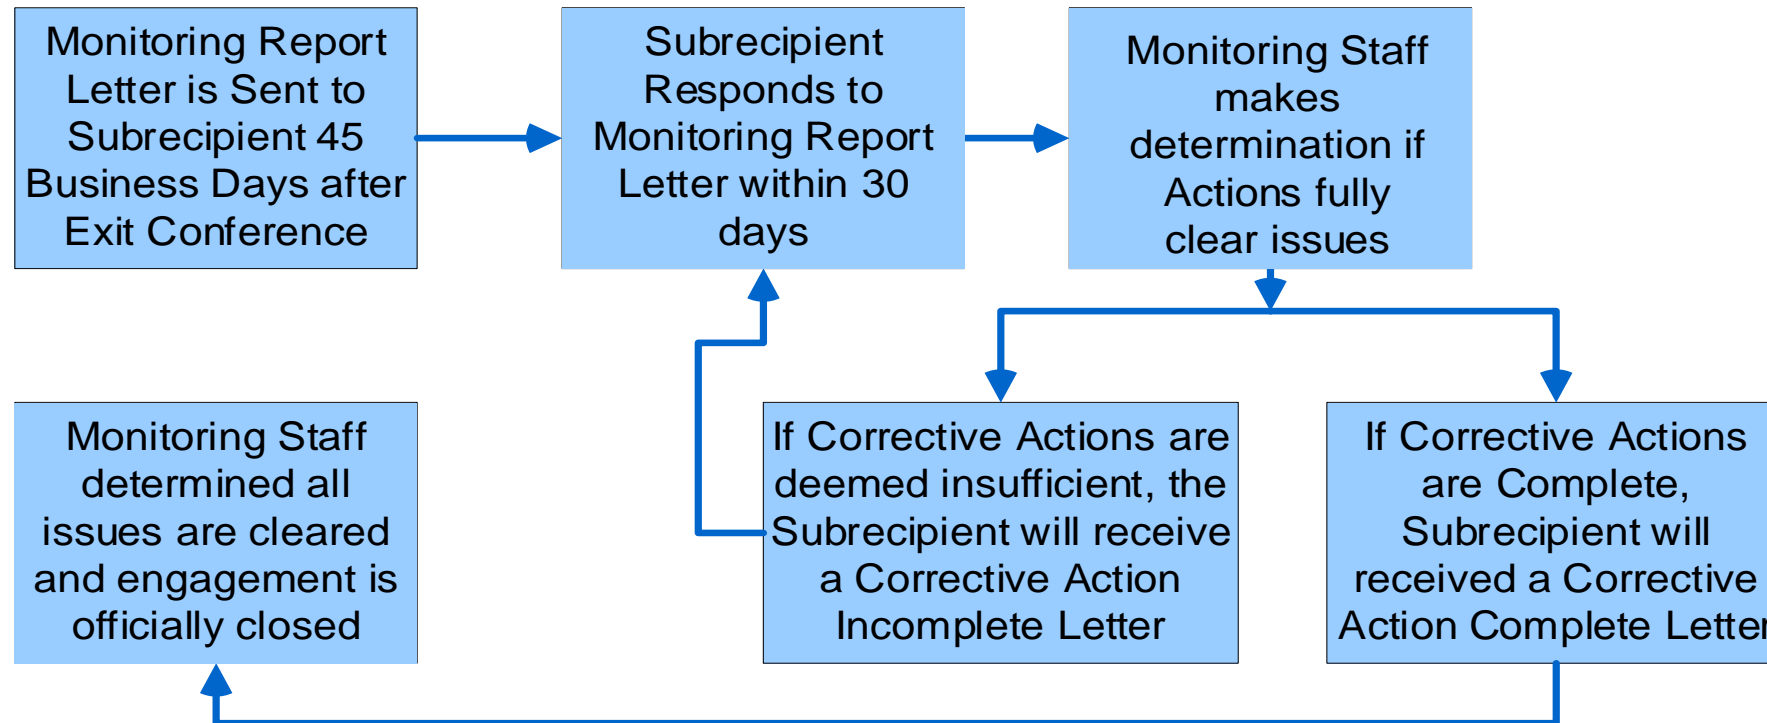 Monitoring Report
Letter is Sent to
Subrecipient 45
Business Days after
Exit Conference
Subrecipient
Responds to
Monitoring Report
Letter within 30
days
Monitoring Staff
makes
determination if
Actions fully
clear issues
Monitoring Staff
determined all
issues are cleared
and engagement is
officially closed
If Corrective Actions are
deemed insufficient, the
Subrecipient will receive
a Corrective Action
Incomplete Letter
If Corrective Actions
are Complete,
Subrecipient will
received a Corrective
Action Complete Letter